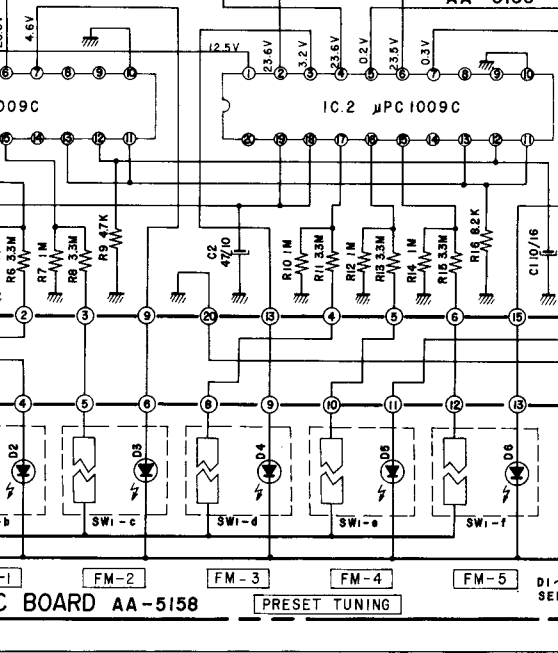 4.6V
12.5V
23.6V
3.2V
23.6V
0.2V
23.5V
0.3V
6 7 8 9 10
1 2 3 4 5 6 7 8 9 10
009C
IC.2 µPC1009C
15 14 13 12 11
20 19 18 17 16 15 14 13 12 11
R6 3.3M
R7 1M
R8 3.3M
R9 4.7K
C2 47/10
R10 1M
R11 3.3M
R12 1M
R13 3.3M
R14 1M
R15 3.3M
R16 8.2K
C1 10/16
2 3 9 20 13 4 5 6 15
4 5 6 8 9 10 11 12 13
D2
D3
D4
D5
D6
-b
SW1-c
SW1-d
SW1-e
SW1-f
-1
FM-2
FM-3
FM-4
FM-5
C BOARD AA-5158
PRESET TUNING
D1~
SE